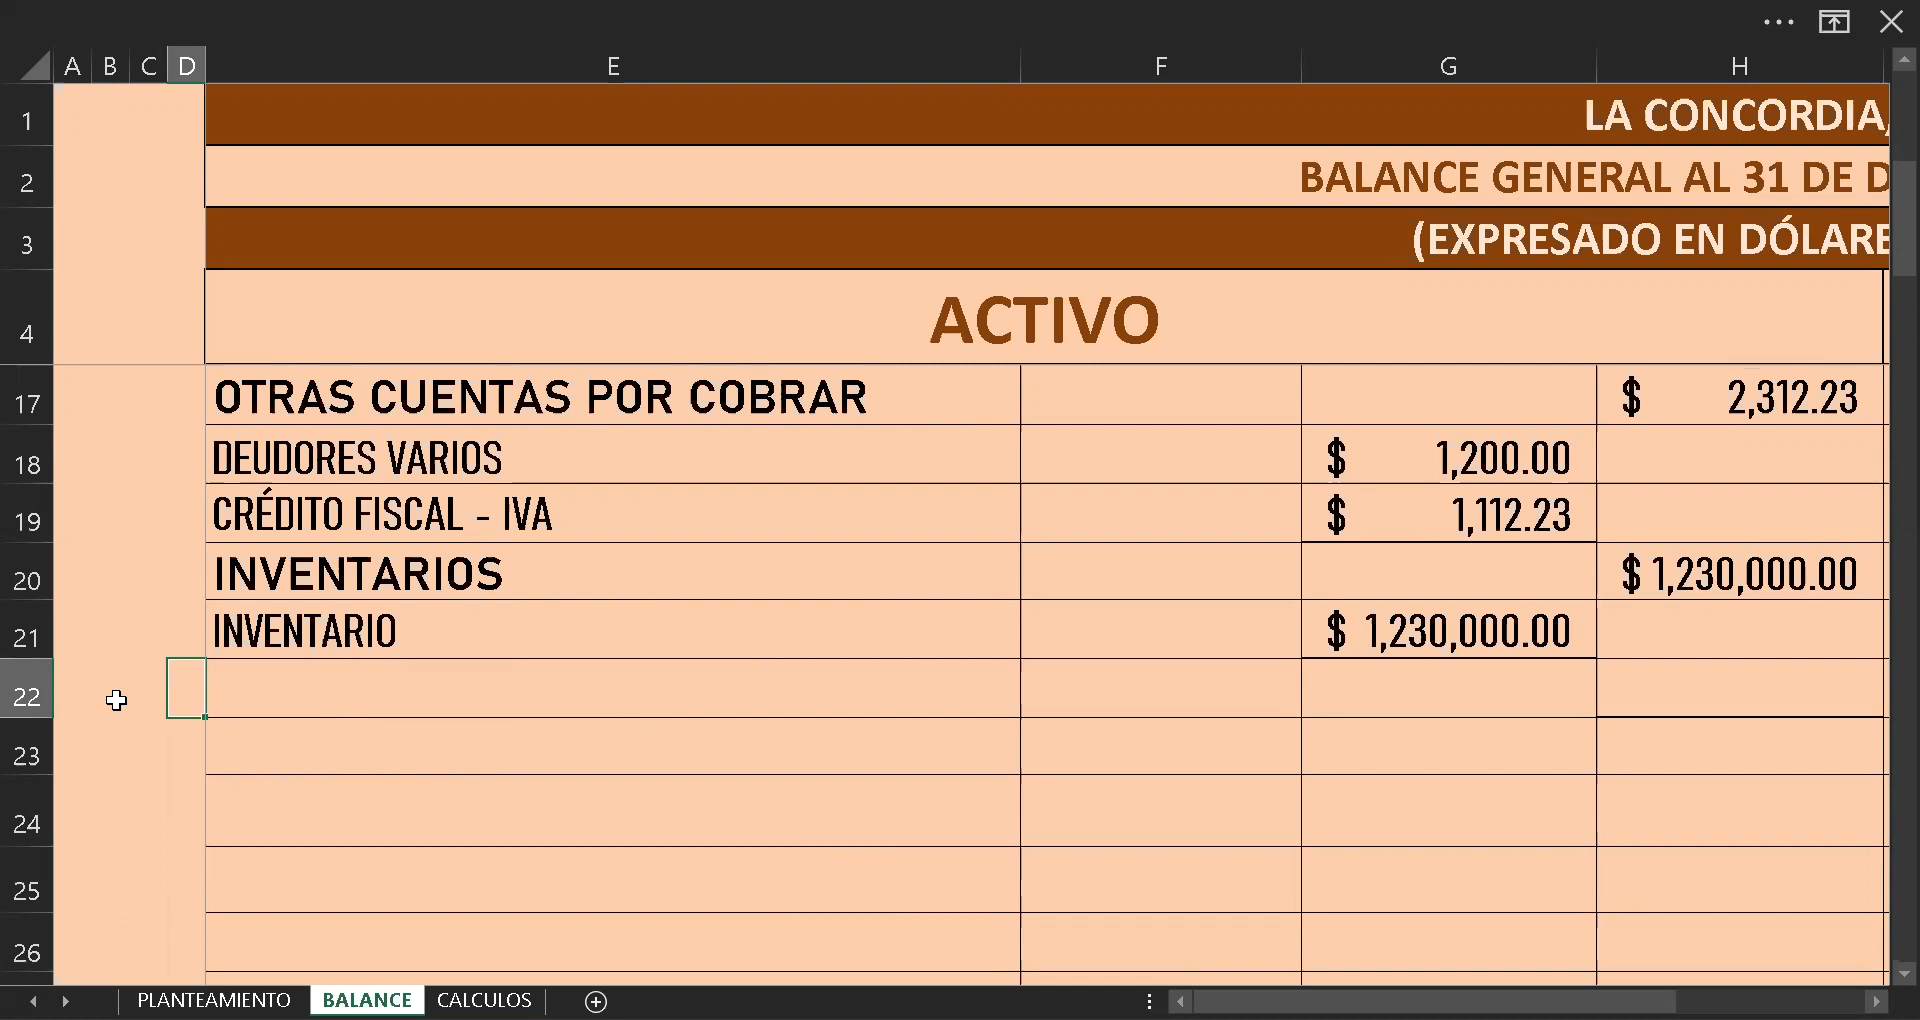 A B C D E F G H
1 LA CONCORDIA,
2 BALANCE GENERAL AL 31 DE D
3 (EXPRESADO EN DÓLARE
4 ACTIVO
17 OTRAS CUENTAS POR COBRAR $ 2,312.23
18 DEUDORES VARIOS $ 1,200.00
19 CRÉDITO FISCAL - IVA $ 1,112.23
20 INVENTARIOS $ 1,230,000.00
21 INVENTARIO $ 1,230,000.00
22
23
24
25
26
PLANTEAMIENTO BALANCE CALCULOS